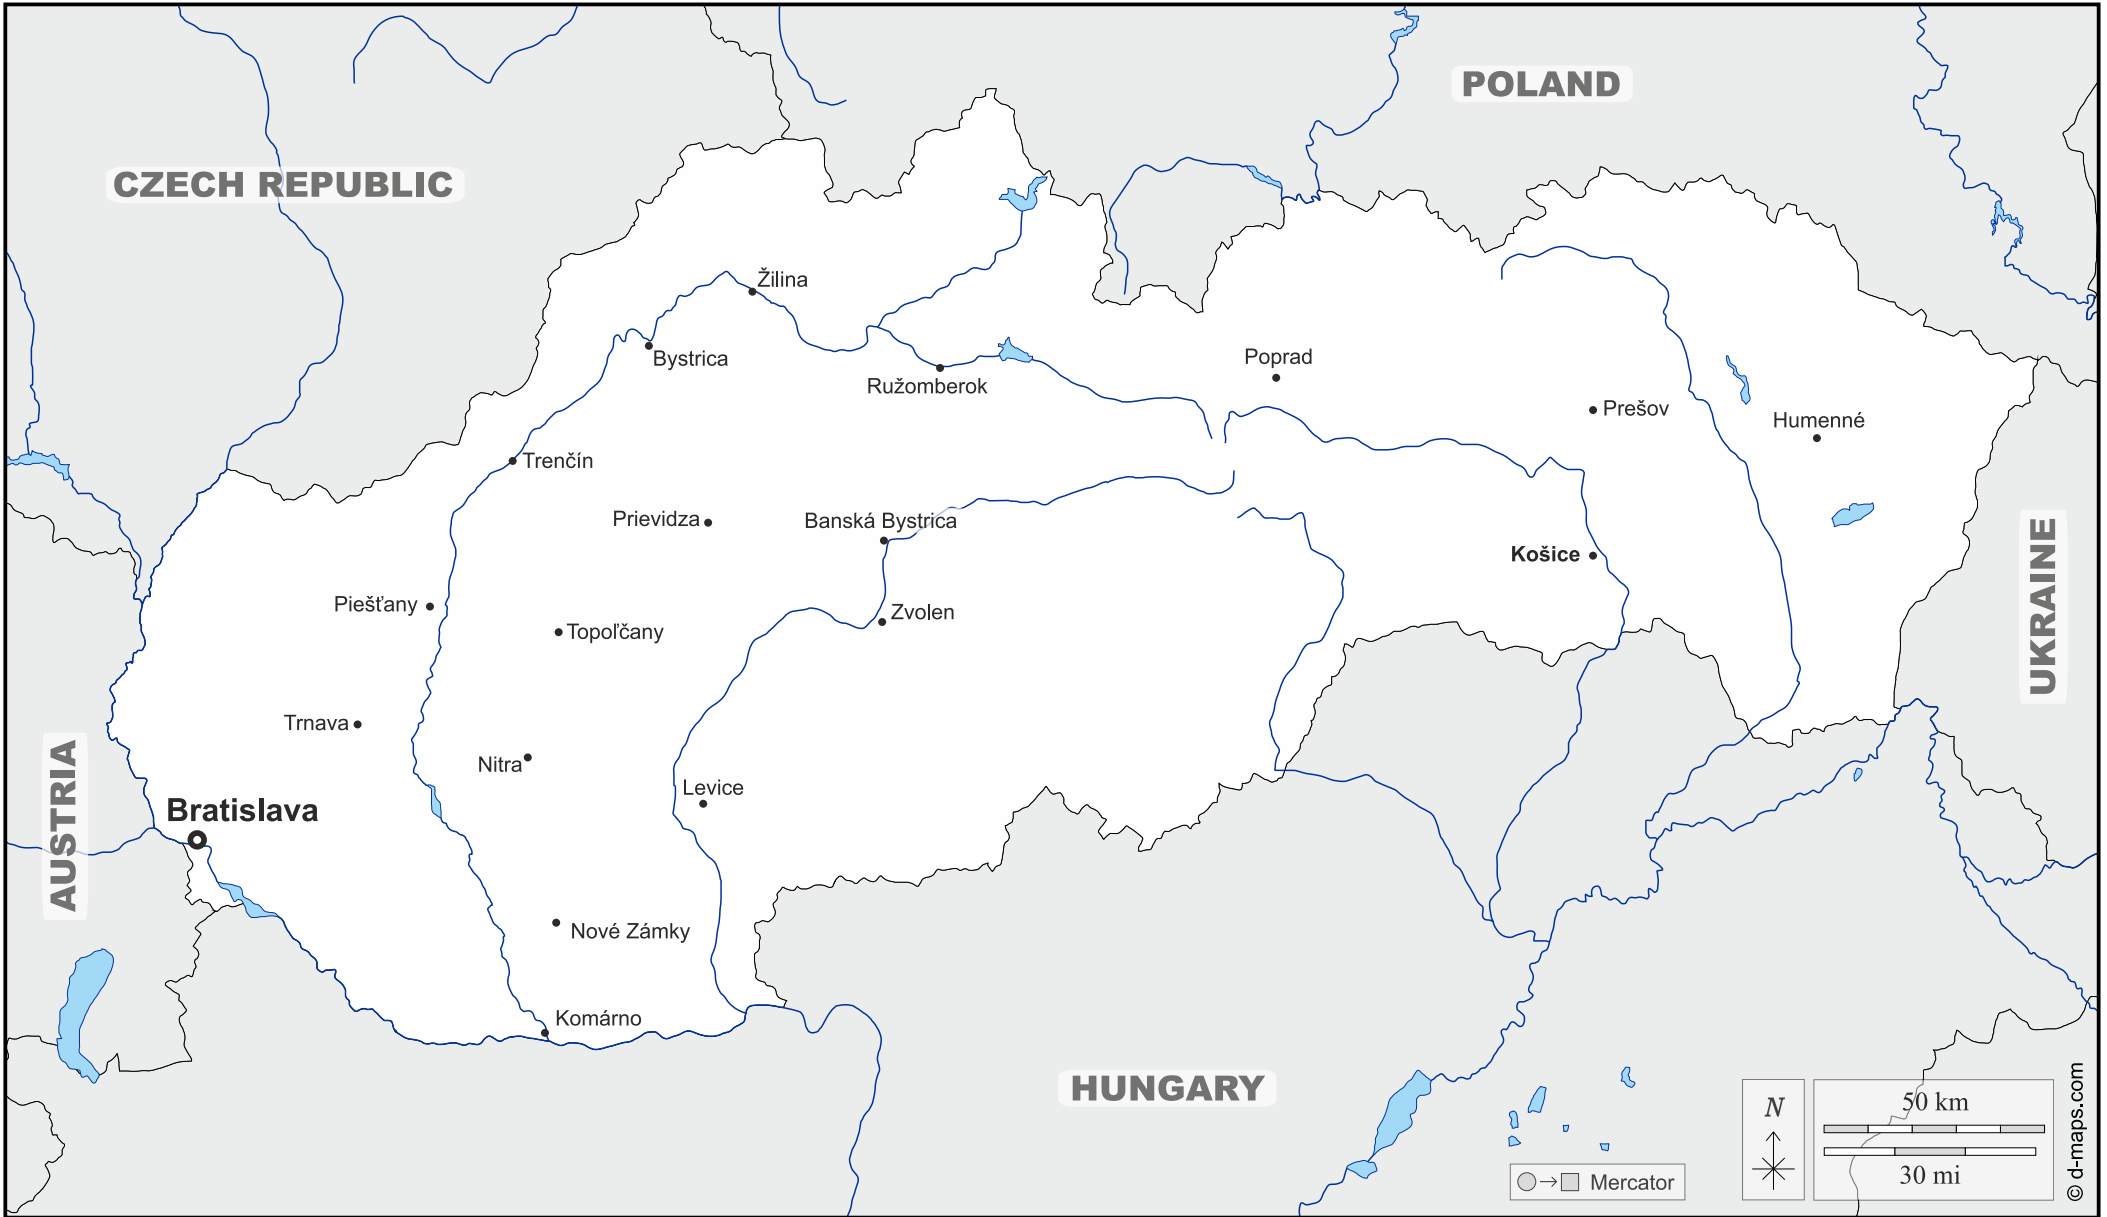 POLAND
CZECH REPUBLIC
Žilina
Bystrica
Ružomberok
Poprad
Prešov
Humenné
Trenčín
Prievidza
Banská Bystrica
Košice
UKRAINE
Piešťany
Topoľčany
Zvolen
Trnava
Nitra
Levice
AUSTRIA
Bratislava
Nové Zámky
Komárno
HUNGARY
N
50 km
30 mi
Mercator
© d-maps.com